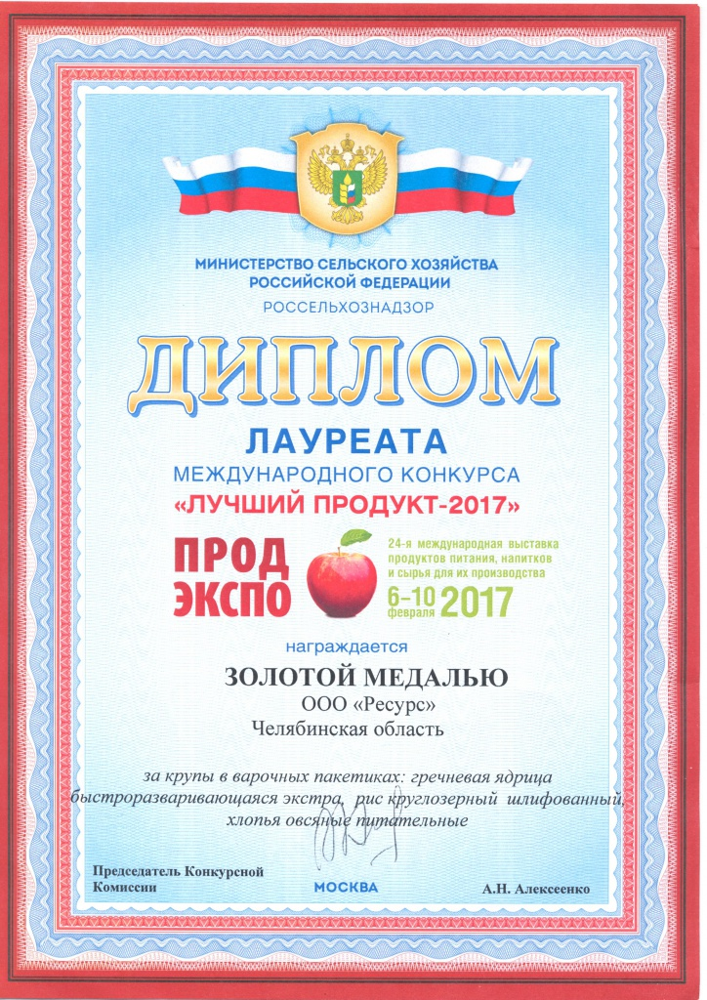 МИНИСТЕРСТВО СЕЛЬСКОГО ХОЗЯЙСТВА
РОССИЙСКОЙ ФЕДЕРАЦИИ
РОССЕЛЬХОЗНАДЗОР
ДИПЛОМ
ЛАУРЕАТА
МЕЖДУНАРОДНОГО КОНКУРСА
«ЛУЧШИЙ ПРОДУКТ-2017»
ПРОД
ЭКСПО
24-я международная выставка
продуктов питания, напитков
и сырья для их производства
6–10
февраля
2017
награждается
ЗОЛОТОЙ МЕДАЛЬЮ
ООО «Ресурс»
Челябинская область
за крупы в варочных пакетиках: гречневая ядрица
быстроразваривающаяся экстра, рис круглозерный шлифованный,
хлопья овсяные питательные
Председатель Конкурсной
Комиссии
МОСКВА
А.Н. Алексеенко